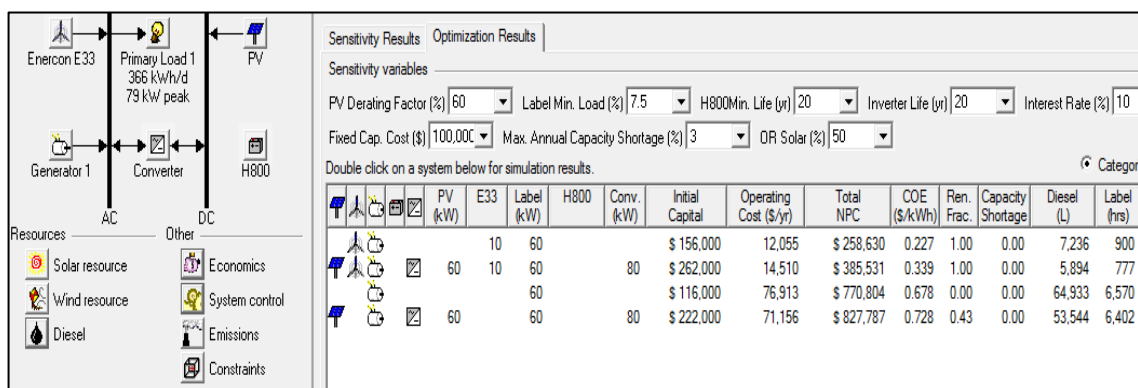 Enercon E33
Primary Load 1
366 kWh/d
79 kW peak
PV
Generator 1
Converter
H800
AC
DC
Resources
Other
Solar resource
Economics
Wind resource
System control
Diesel
Emissions
Constraints
Sensitivity Results Optimization Results
Sensitivity variables
PV Derating Factor (%) 60 Label Min. Load (%) 7.5 H800Min. Life (yr) 20 Inverter Life (yr) 20 Interest Rate (%) 10
Fixed Cap. Cost ($) 100,000 Max. Annual Capacity Shortage (%) 3 OR Solar (%) 50
Double click on a system below for simulation results. Categor
PV (kW) E33 Label (kW) H800 Conv. (kW) Initial Capital Operating Cost ($/yr) Total NPC COE ($/kWh) Ren. Frac. Capacity Shortage Diesel (L) Label (hrs)
10 60 $ 156,000 12,055 $ 258,630 0.227 1.00 0.00 7,236 900
60 10 60 80 $ 262,000 14,510 $ 385,531 0.339 1.00 0.00 5,894 777
60 $ 116,000 76,913 $ 770,804 0.678 0.00 0.00 64,933 6,570
60 60 80 $ 222,000 71,156 $ 827,787 0.728 0.43 0.00 53,544 6,402